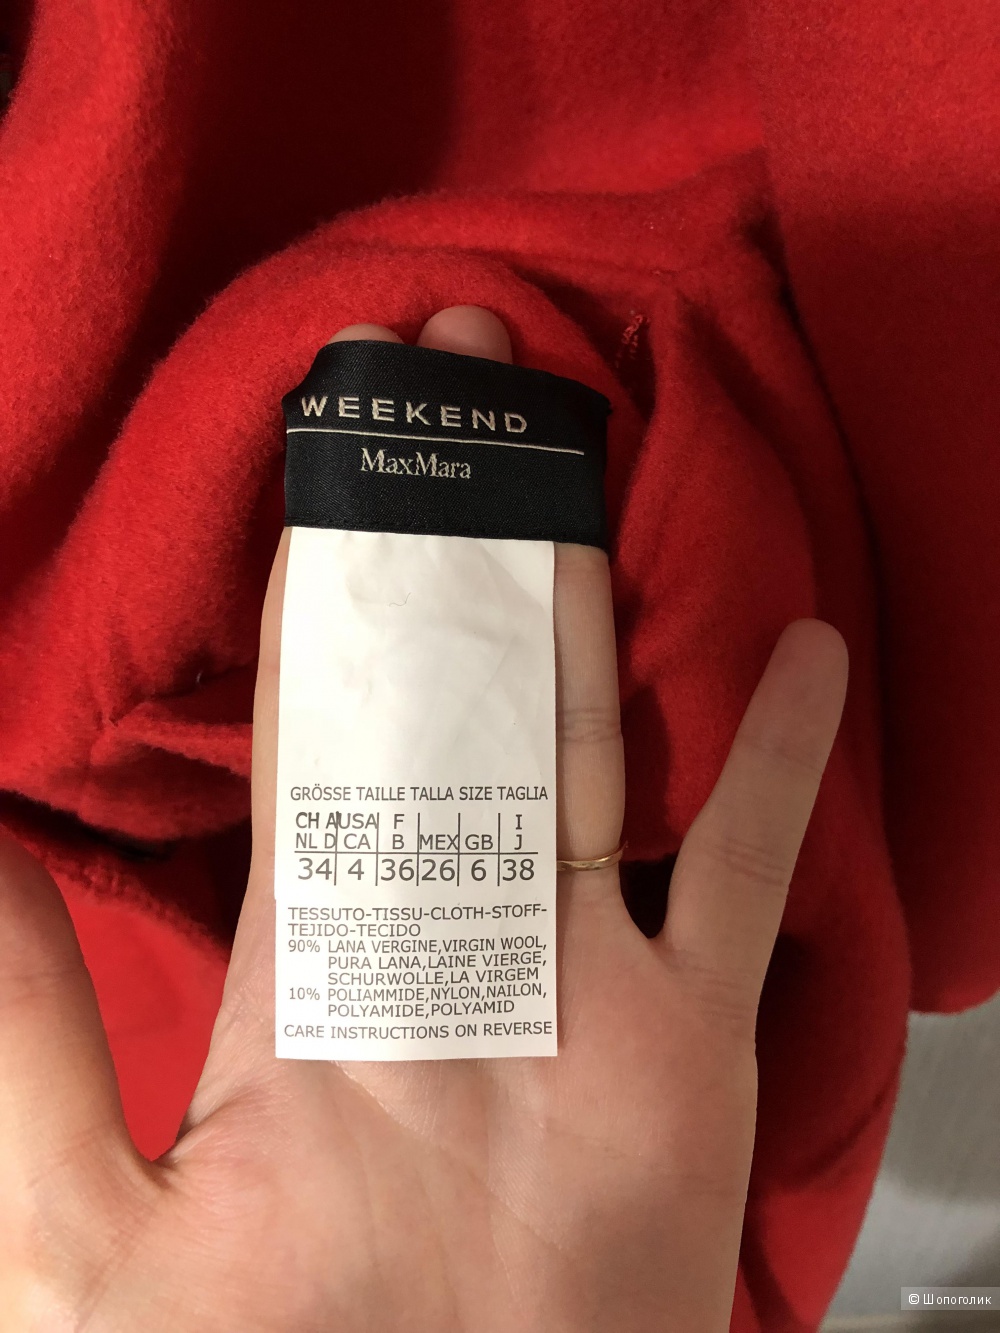 WEEKEND
MaxMara
GRÖSSE TAILLE TALLA SIZE TAGLIA
CH A USA F I
NL D CA B MEX GB J
34 4 36 26 6 38
TESSUTO-TISSU-CLOTH-STOFF-
TEJIDO-TECIDO
90% LANA VERGINE,VIRGIN WOOL,
PURA LANA,LAINE VIERGE,
SCHURWOLLE,LA VIRGEM
10% POLIAMMIDE,NYLON,NAILON,
POLYAMIDE,POLYAMID
CARE INSTRUCTIONS ON REVERSE
© Шопоголик